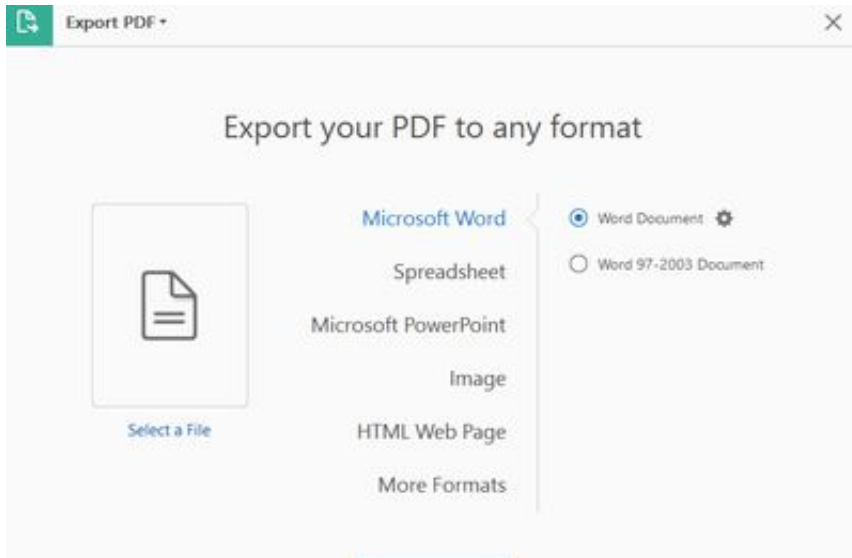 Export PDF
Export your PDF to any format
Select a File
Microsoft Word
Spreadsheet
Microsoft PowerPoint
Image
HTML Web Page
More Formats
Word Document
Word 97-2003 Document